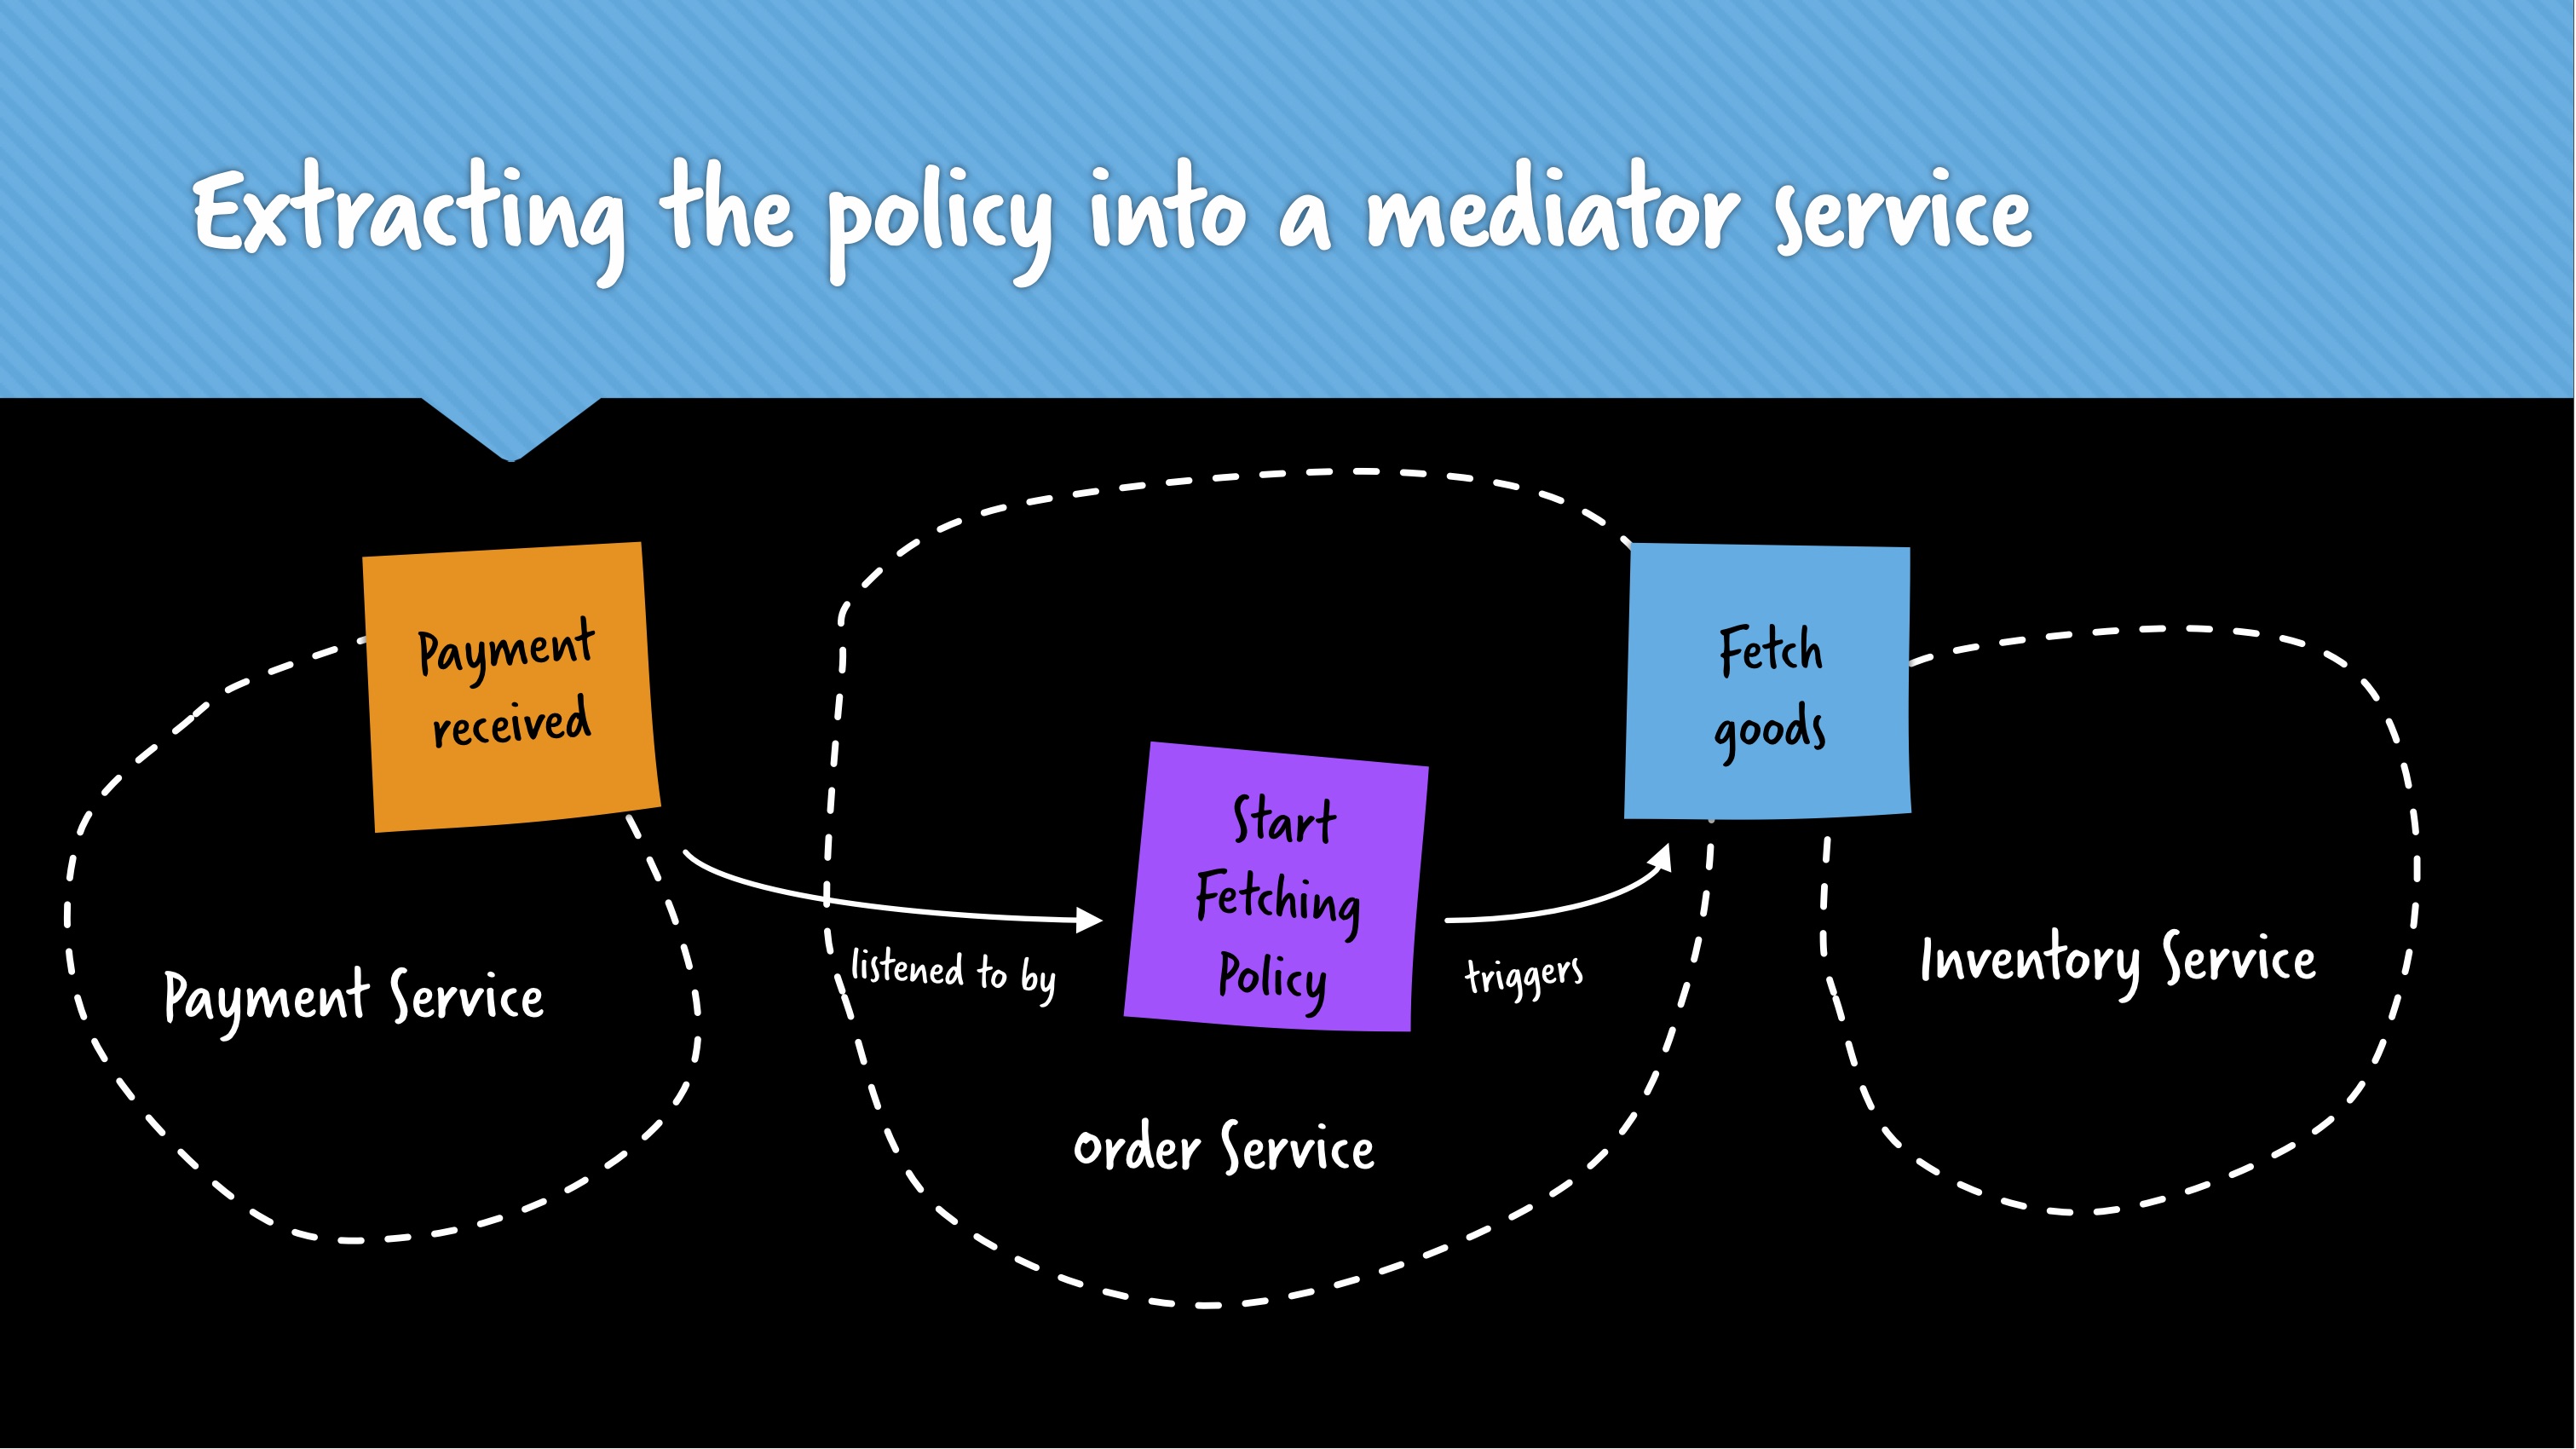 Extracting the policy into a mediator service
Payment
received
Fetch
goods
Start
Fetching
Policy
listened to by
triggers
Payment Service
Inventory Service
Order Service